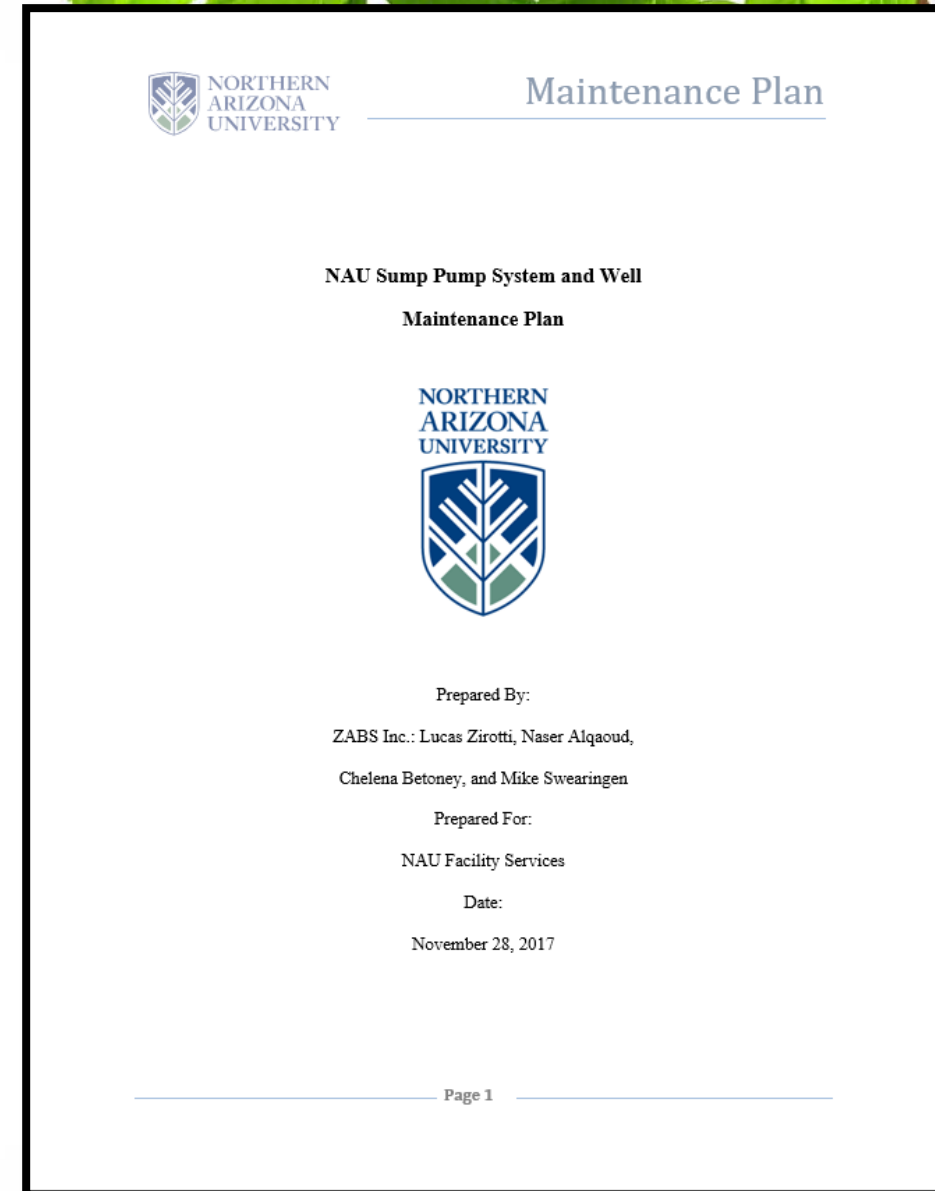 NORTHERN
ARIZONA
UNIVERSITY
Maintenance Plan
NAU Sump Pump System and Well
Maintenance Plan
NORTHERN
ARIZONA
UNIVERSITY
Prepared By:
ZABS Inc.: Lucas Zirotti, Naser Alqaoud,
Chelena Betoney, and Mike Swearingen
Prepared For:
NAU Facility Services
Date:
November 28, 2017
Page 1